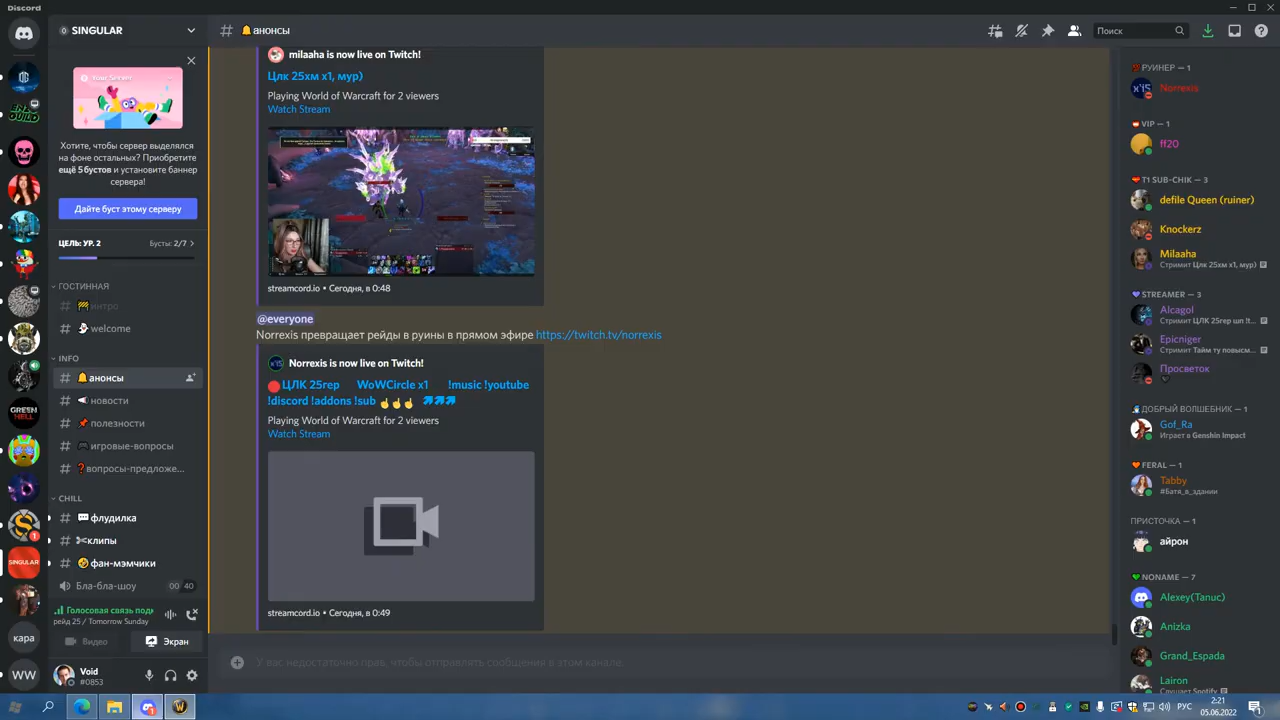 Discord
SINGULAR
Your Server
Хотите, чтобы сервер выделялся
на фоне остальных? Приобретите
ещё 5 бустов и установите баннер
сервера!
Дайте буст этому серверу
ЦЕЛЬ: УР. 2
Бусты: 2/7
ГОСТИННАЯ
интро
welcome
INFO
анонсы
новости
полезности
игровые-вопросы
вопросы-предложе...
CHILL
флудилка
клипы
фан-мэмчики
Бла-бла-шоу
00 40
Голосовая связь подк
рейд 25 / Tomorrow Sunday
Видео
Экран
Void
#0853
GREEN
HELL
SINGULAR
кара
WW
анонсы
Поиск
milaaha is now live on Twitch!
Цлк 25хм х1, мур)
Playing World of Warcraft for 2 viewers
Watch Stream
streamcord.io • Сегодня, в 0:48
@everyone
Norrexis превращает рейды в руины в прямом эфире https://twitch.tv/norrexis
Norrexis is now live on Twitch!
ЦЛК 25гер WoWCircle x1 !music !youtube
!discord !addons !sub
Playing World of Warcraft for 2 viewers
Watch Stream
streamcord.io • Сегодня, в 0:49
У вас недостаточно прав, чтобы отправлять сообщения в этом канале.
РУИНЕР — 1
Norrexis
VIP — 1
ff20
T1 SUB-CHIK — 3
defile Queen (ruiner)
Knockerz
Milaaha
Стримит Цлк 25хм х1, мур)
STREAMER — 3
Alcagol
Стримит ЦЛК 25гер шп !t...
Epicniger
Стримит Тайм ту повысм...
Просветок
ДОБРЫЙ ВОЛШЕБНИК — 1
Gof_Ra
Играет в Genshin Impact
FERAL — 1
Tabby
#Батя_в_здании
ПРИСТОЧКА — 1
айрон
NONAME — 7
Alexey(Tanuc)
Anizka
Grand_Espada
Lairon
Слушает Spotify
РУС
2:21
05.06.2022